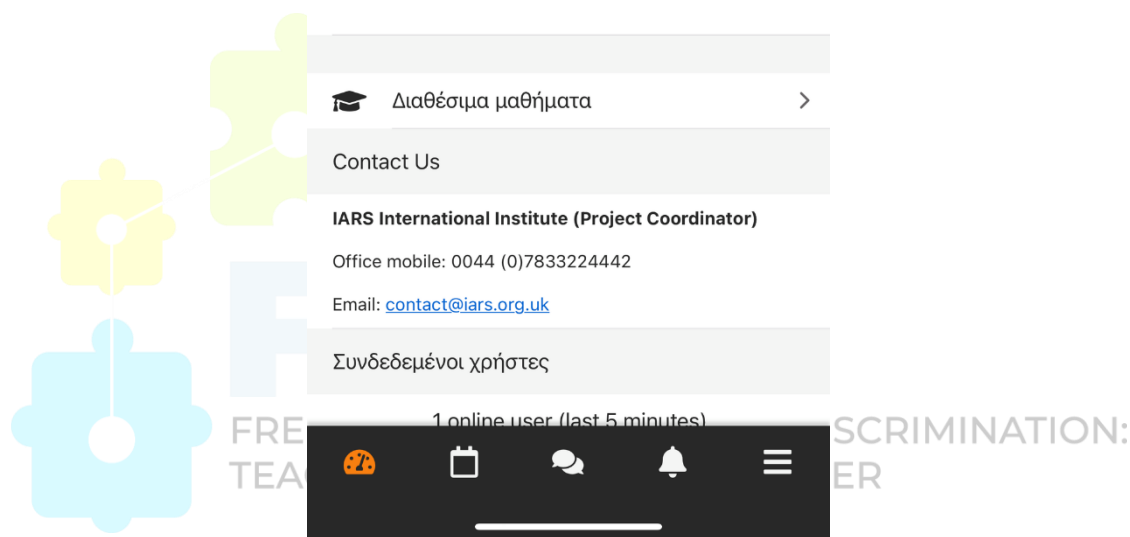 Διαθέσιμα μαθήματα
Contact Us
IARS International Institute (Project Coordinator)
Office mobile: 0044 (0)7833224442
Email: contact@iars.org.uk
Συνδεδεμένοι χρήστες
1 online user (last 5 minutes)
FRE SCRIMINATION:
TEA ER